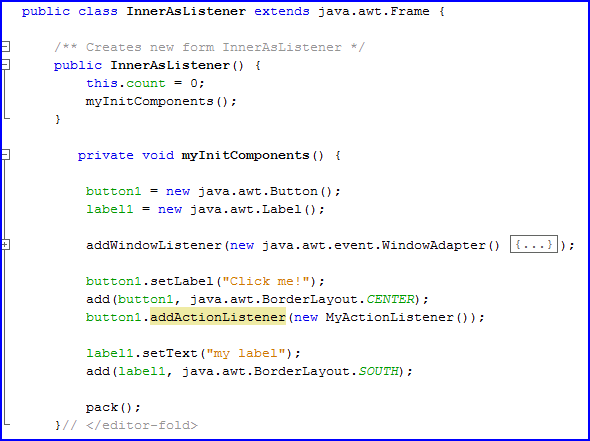 public class InnerAsListener extends java.awt.Frame {
/** Creates new form InnerAsListener */
public InnerAsListener() {
this.count = 0;
myInitComponents();
}
private void myInitComponents() {
button1 = new java.awt.Button();
label1 = new java.awt.Label();
addWindowListener(new java.awt.event.WindowAdapter() {...});
button1.setLabel("Click me!");
add(button1, java.awt.BorderLayout.CENTER);
button1.addActionListener(new MyActionListener());
label1.setText("my label");
add(label1, java.awt.BorderLayout.SOUTH);
pack();
}// </editor-fold>